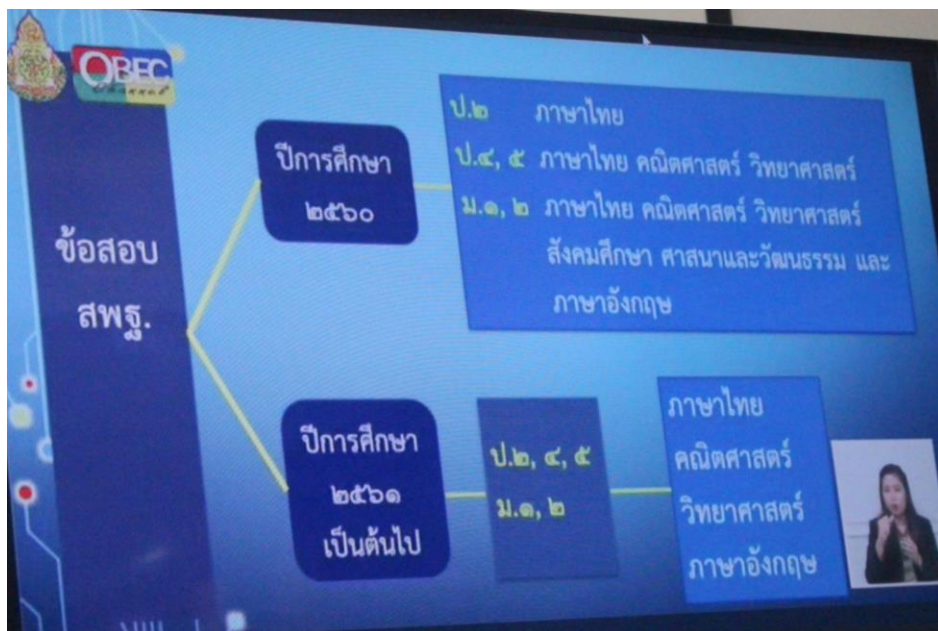 OBEC
Channel
ข้อสอบ
สพฐ.
ปีการศึกษา
๒๕๖๐
ป.๒ ภาษาไทย
ป.๔, ๕ ภาษาไทย คณิตศาสตร์ วิทยาศาสตร์
ม.๑, ๒ ภาษาไทย คณิตศาสตร์ วิทยาศาสตร์
สังคมศึกษา ศาสนาและวัฒนธรรม และ
ภาษาอังกฤษ
ปีการศึกษา
๒๕๖๑
เป็นต้นไป
ป.๒, ๔, ๕
ม.๑, ๒
ภาษาไทย
คณิตศาสตร์
วิทยาศาสตร์
ภาษาอังกฤษ